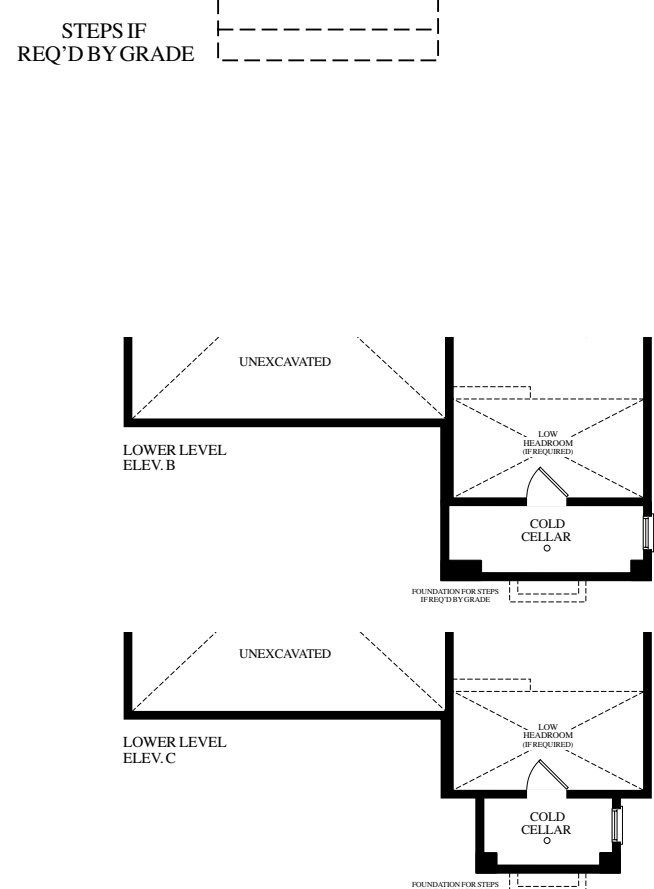 STEPS IF
REQ'D BY GRADE
UNEXCAVATED
LOWER LEVEL
ELEV. B
LOW
HEADROOM
(IF REQUIRED)
COLD
CELLAR
FOUNDATION FOR STEPS
IF REQ'D BY GRADE
UNEXCAVATED
LOWER LEVEL
ELEV. C
LOW
HEADROOM
(IF REQUIRED)
COLD
CELLAR
FOUNDATION FOR STEPS